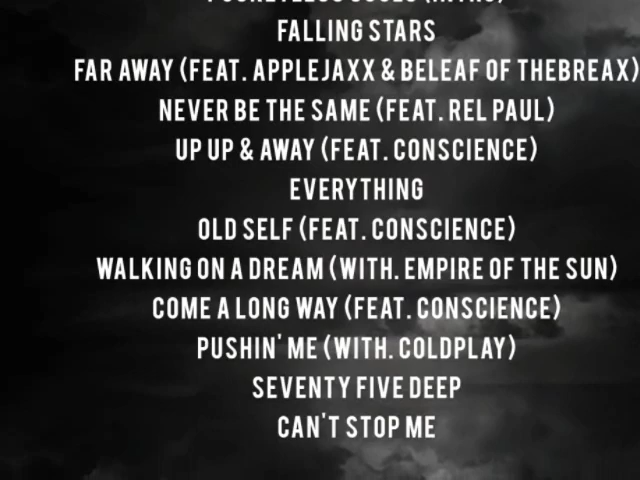 FALLING STARS
FAR AWAY (FEAT. APPLEJAXX & BELEAF OF THEBREAX)
NEVER BE THE SAME (FEAT. REL PAUL)
UP UP & AWAY (FEAT. CONSCIENCE)
EVERYTHING
OLD SELF (FEAT. CONSCIENCE)
WALKING ON A DREAM (WITH. EMPIRE OF THE SUN)
COME A LONG WAY (FEAT. CONSCIENCE)
PUSHIN' ME (WITH. COLDPLAY)
SEVENTY FIVE DEEP
CAN'T STOP ME